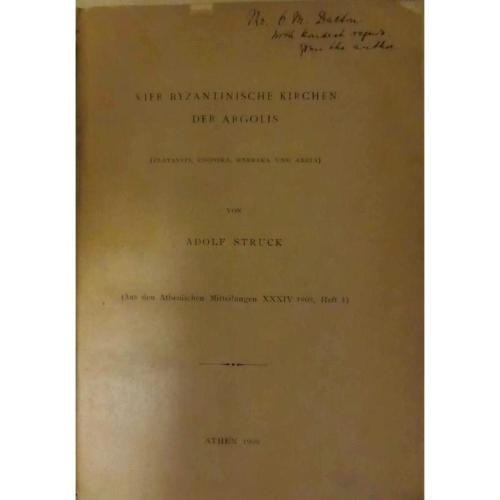 Mr. O M. Dalton
with kindest regards
from the author
VIER BYZANTINISCHE KIRCHEN
DER ARGOLIS
(PLATANITI, CHONIKA, MERBAKA UND AREIA)
VON
ADOLF STRUCK
(Aus den Athenischen Mitteilungen XXXIV 1909, Heft
ATHEN 1909